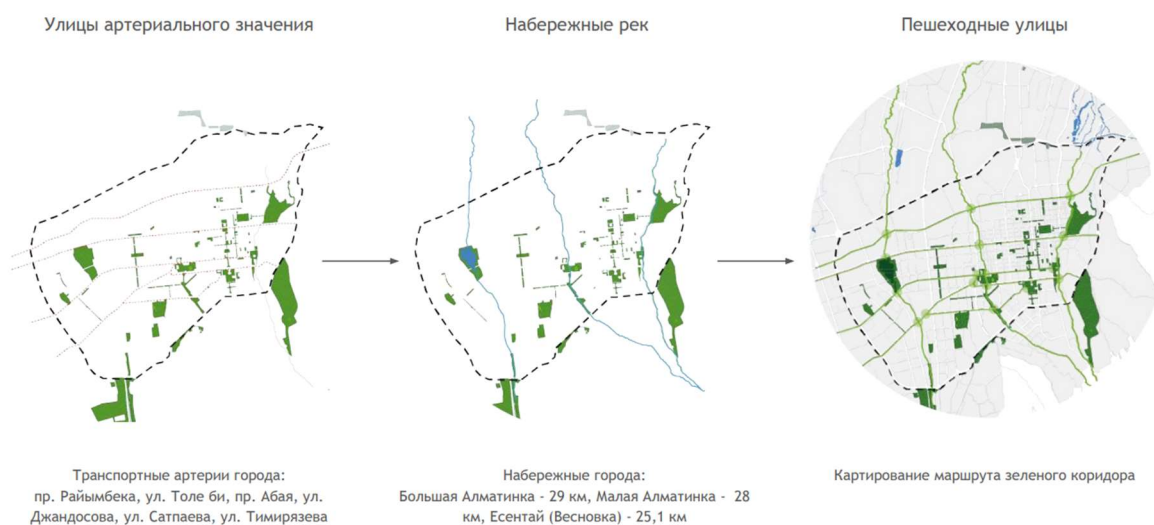 Улицы артериального значения
Набережные рек
Пешеходные улицы
Транспортные артерии города:
пр. Райымбека, ул. Толе би, пр. Абая, ул.
Джандосова, ул. Сатпаева, ул. Тимирязева
Набережные города:
Большая Алматинка - 29 км, Малая Алматинка - 28
км, Есентай (Весновка) - 25,1 км
Картирование маршрута зеленого коридора